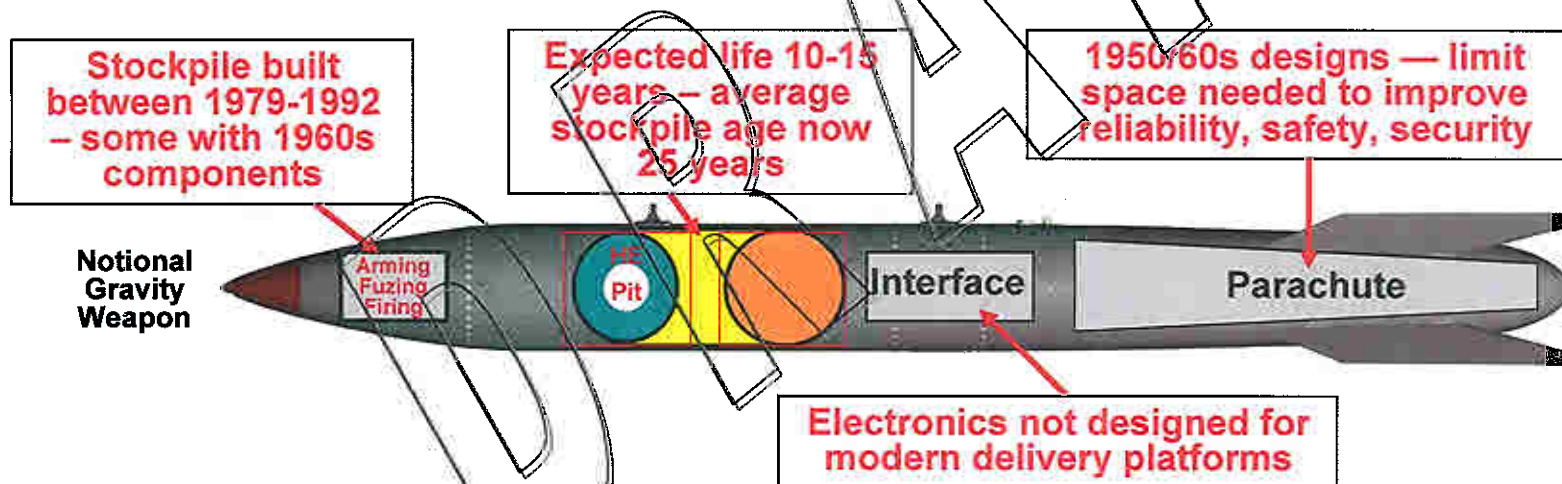 Stockpile built
between 1979-1992
– some with 1960s
components
Expected life 10-15
years – average
stockpile age now
25 years
1950/60s designs — limit
space needed to improve
reliability, safety, security
Notional
Gravity
Weapon
Arming
Fuzing
Firing
HE
Pit
Interface
Parachute
Electronics not designed for
modern delivery platforms